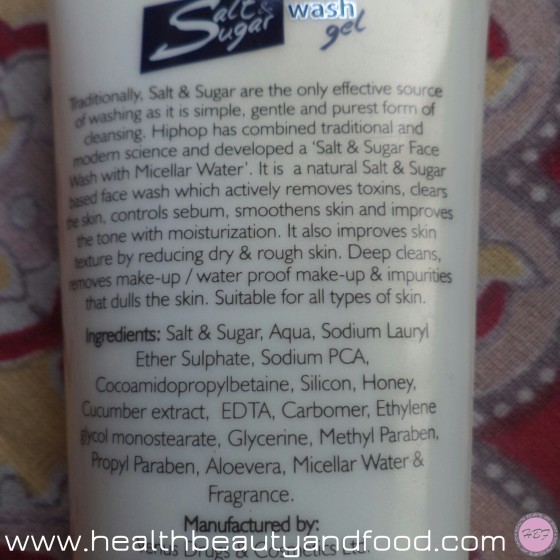 Salt & wash
Sugar gel
Traditionally, Salt & Sugar are the only effective source
of washing as it is simple, gentle and purest form of
cleansing. Hiphop has combined traditional and
modern science and developed a 'Salt & Sugar Face
Wash with Micellar Water'. It is a natural Salt & Sugar
based face wash which actively removes toxins, clears
the skin, controls sebum, smoothens skin and improves
the tone with moisturization. It also improves skin
texture by reducing dry & rough skin. Deep cleans,
removes make-up / water proof make-up & impurities
that dulls the skin. Suitable for all types of skin.
Ingredients: Salt & Sugar, Aqua, Sodium Lauryl
Ether Sulphate, Sodium PCA,
Cocoamidopropylbetaine, Silicon, Honey,
Cucumber extract, EDTA, Carbomer, Ethylene
glycol monostearate, Glycerine, Methyl Paraben,
Propyl Paraben, Aloevera, Micellar Water &
Fragrance.
Manufactured by:
Drugs & Cosmetics Ltd
www.healthbeautyandfood.com
HBF